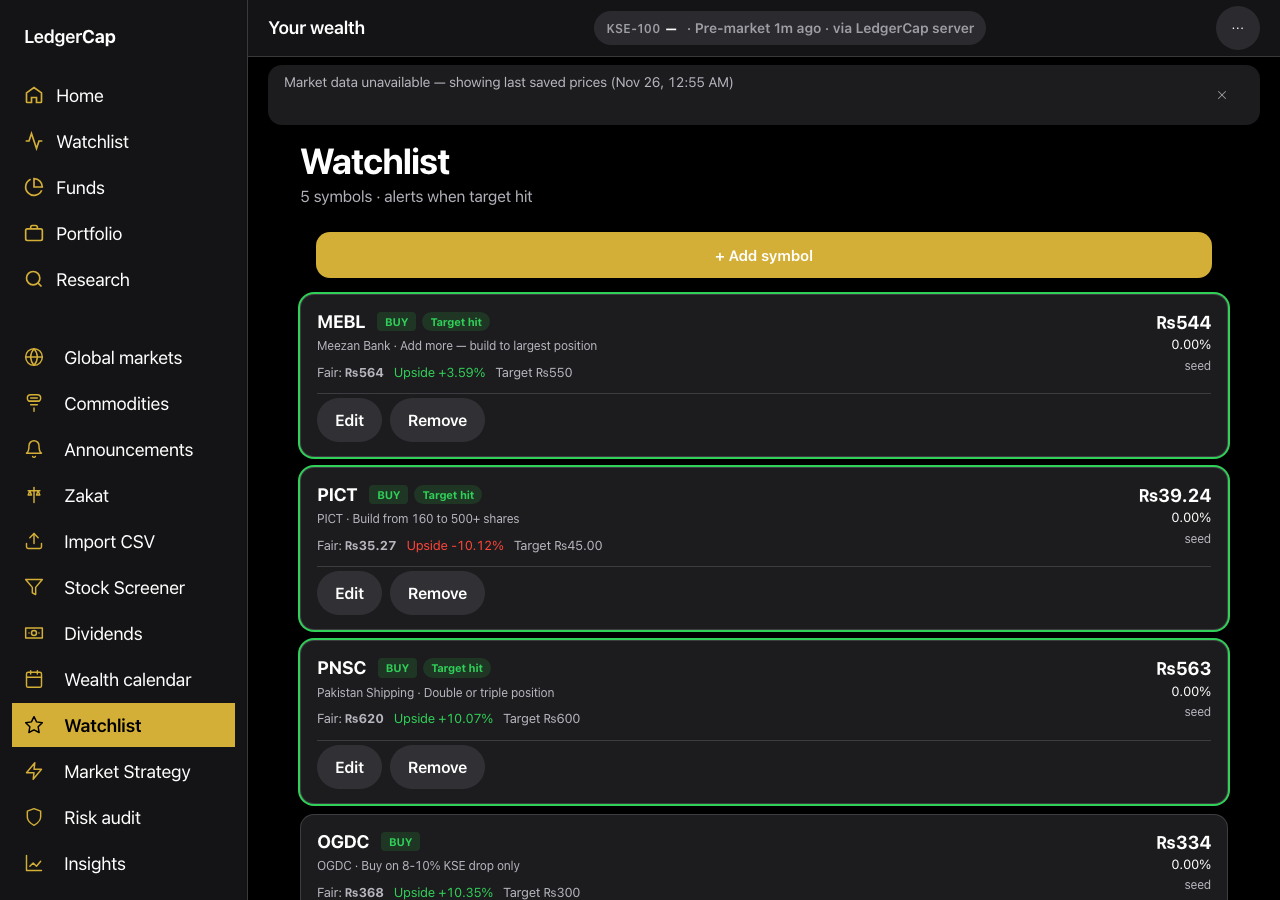 LedgerCap
Home
Watchlist
Funds
Portfolio
Research
Global markets
Commodities
Announcements
Zakat
Import CSV
Stock Screener
Dividends
Wealth calendar
Watchlist
Market Strategy
Risk audit
Insights
Your wealth
KSE-100 — · Pre-market 1m ago · via LedgerCap server
...
Market data unavailable — showing last saved prices (Nov 26, 12:55 AM)
×
Watchlist
5 symbols · alerts when target hit
+ Add symbol
MEBL BUY Target hit Rs544
Meezan Bank · Add more — build to largest position 0.00%
seed
Fair: Rs564 Upside +3.59% Target Rs550
Edit Remove
PICT BUY Target hit Rs39.24
PICT · Build from 160 to 500+ shares 0.00%
seed
Fair: Rs35.27 Upside -10.12% Target Rs45.00
Edit Remove
PNSC BUY Target hit Rs563
Pakistan Shipping · Double or triple position 0.00%
seed
Fair: Rs620 Upside +10.07% Target Rs600
Edit Remove
OGDC BUY Rs334
OGDC · Buy on 8-10% KSE drop only 0.00%
seed
Fair: Rs368 Upside +10.35% Target Rs300